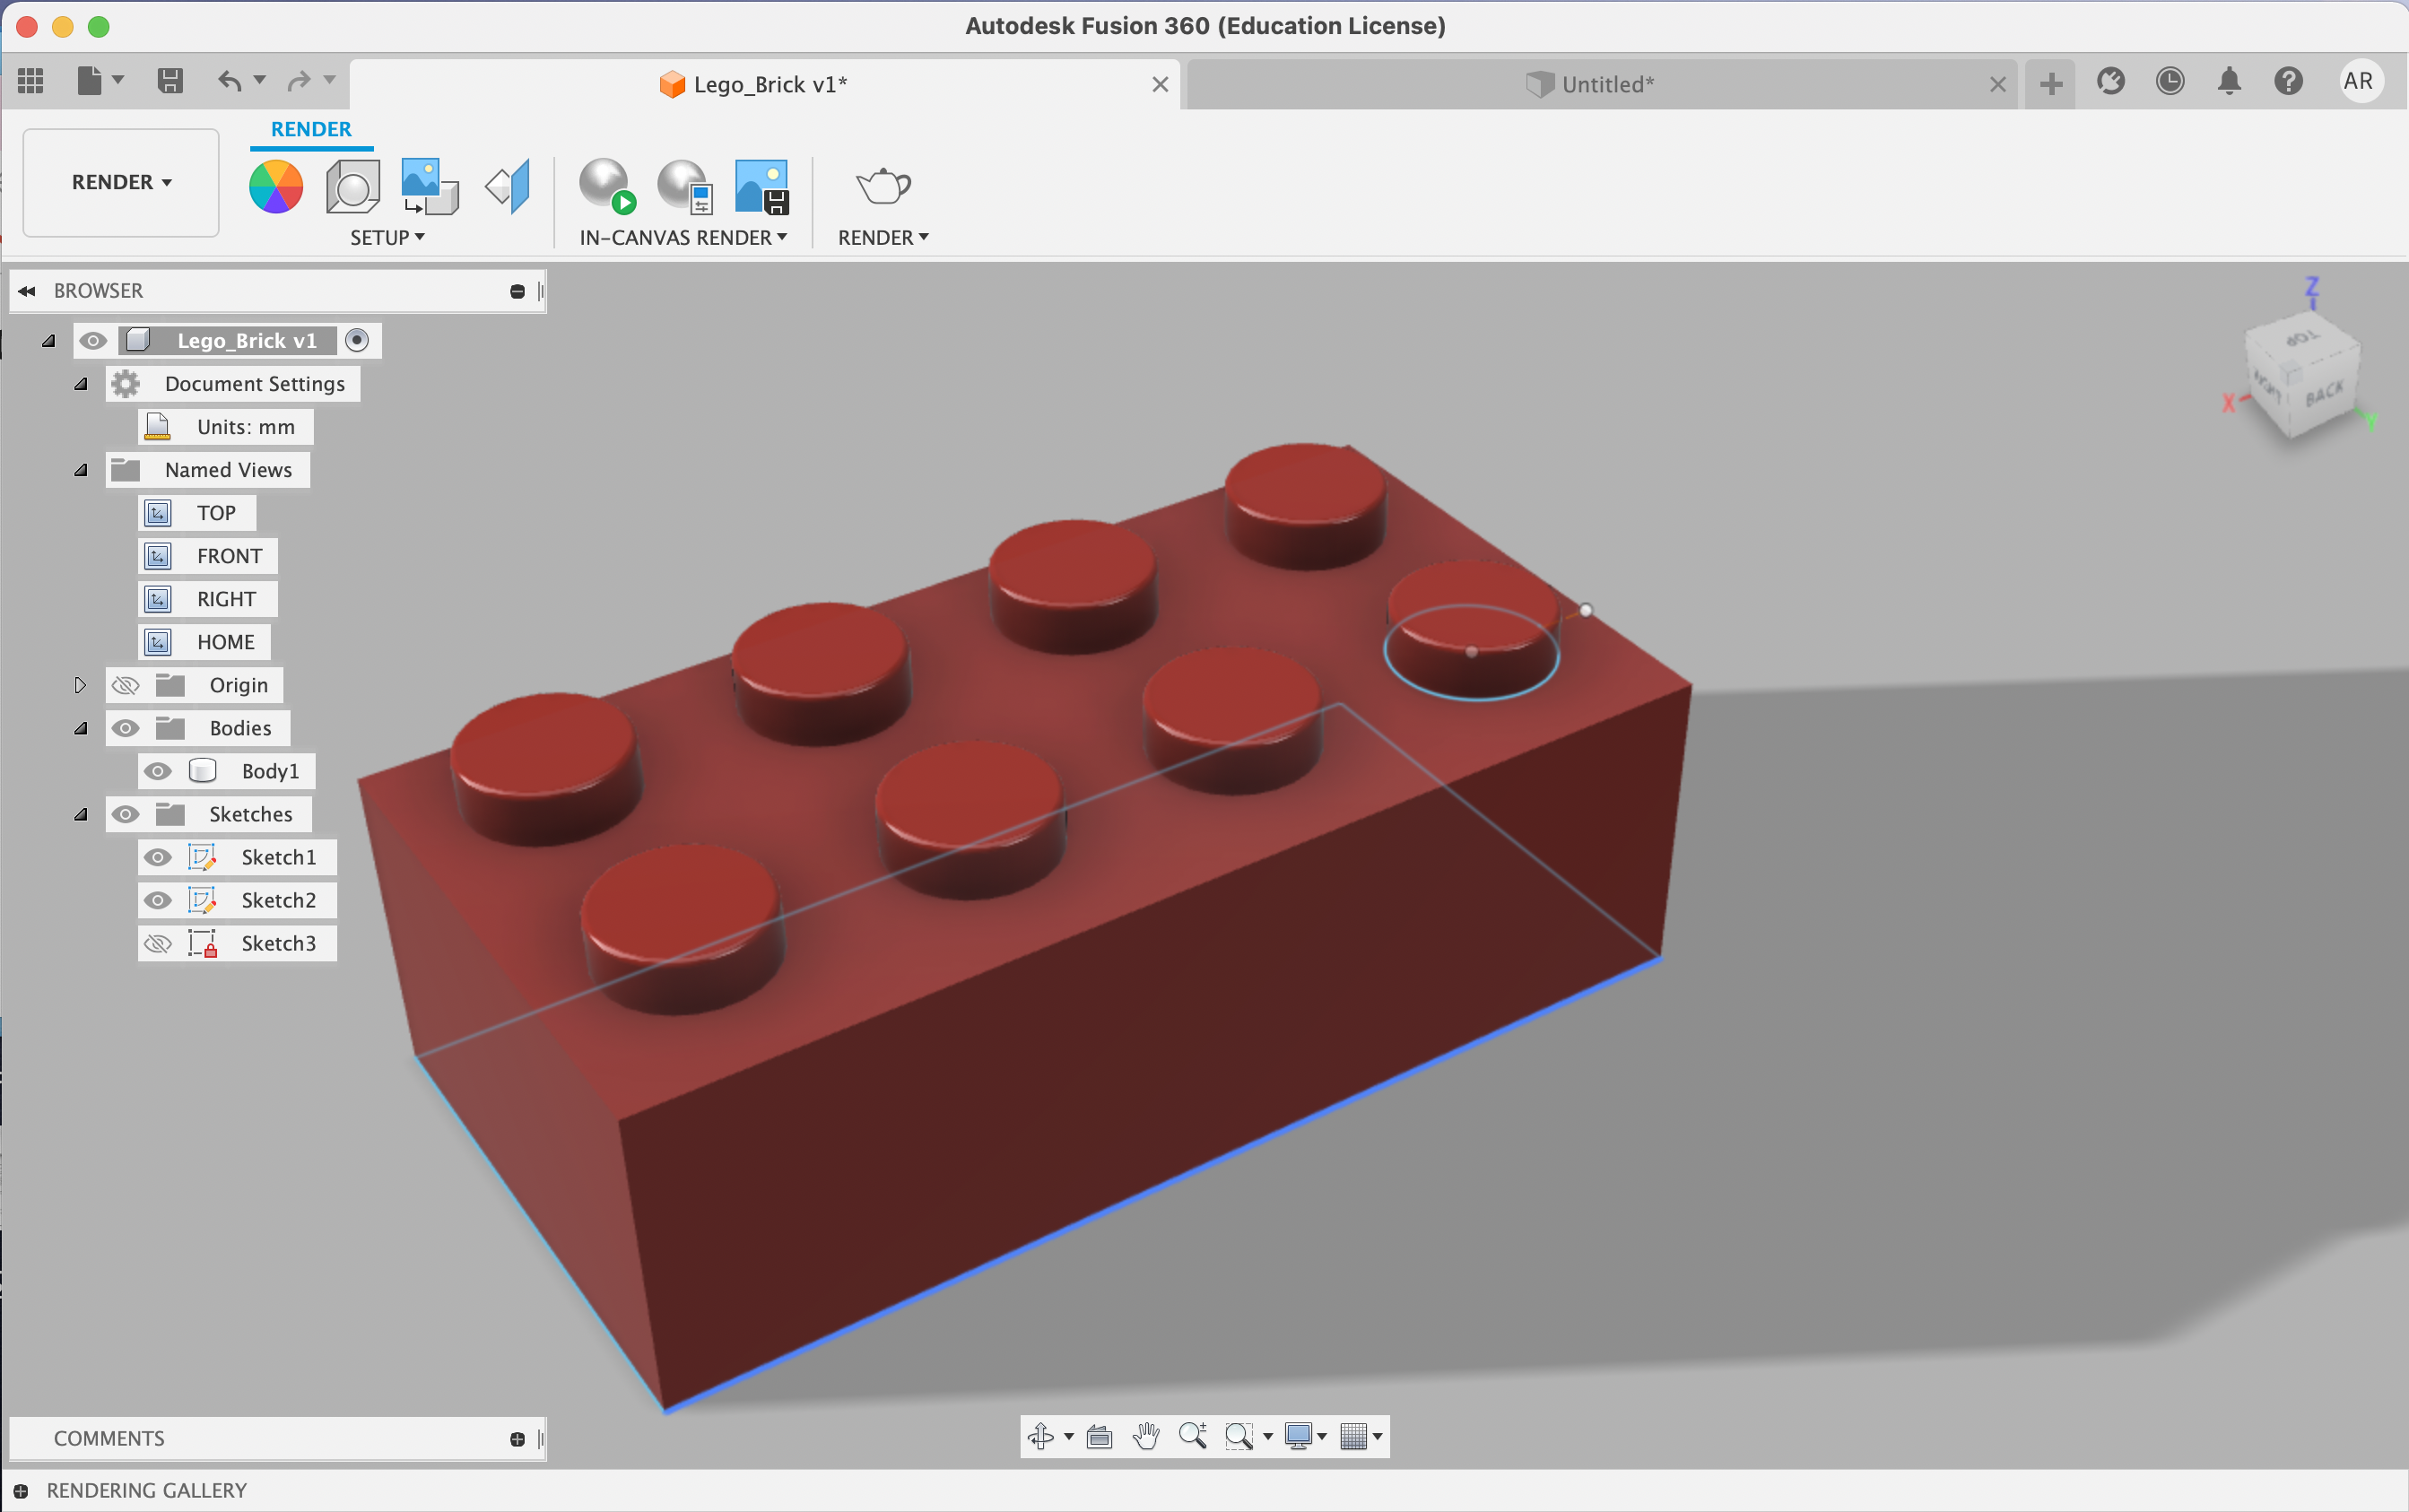 Autodesk Fusion 360 (Education License)
Lego_Brick v1*
Untitled*
AR
RENDER
RENDER
SETUP
IN-CANVAS RENDER
RENDER
BROWSER
Lego_Brick v1
Document Settings
Units: mm
Named Views
TOP
FRONT
RIGHT
HOME
Origin
Bodies
Body1
Sketches
Sketch1
Sketch2
Sketch3
Z
TOP
RIGHT
BACK
X
Y
COMMENTS
RENDERING GALLERY